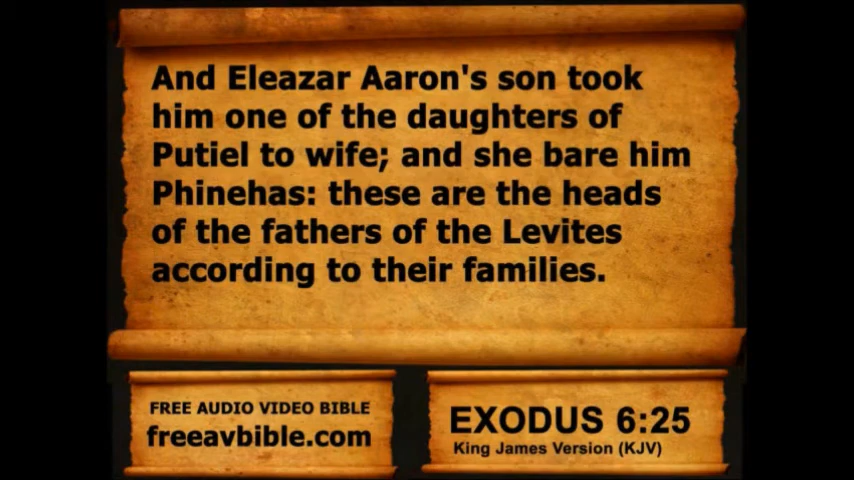 And Eleazar Aaron's son took
him one of the daughters of
Putiel to wife; and she bare him
Phinehas: these are the heads
of the fathers of the Levites
according to their families.
FREE AUDIO VIDEO BIBLE
freeavbible.com
EXODUS 6:25
King James Version (KJV)